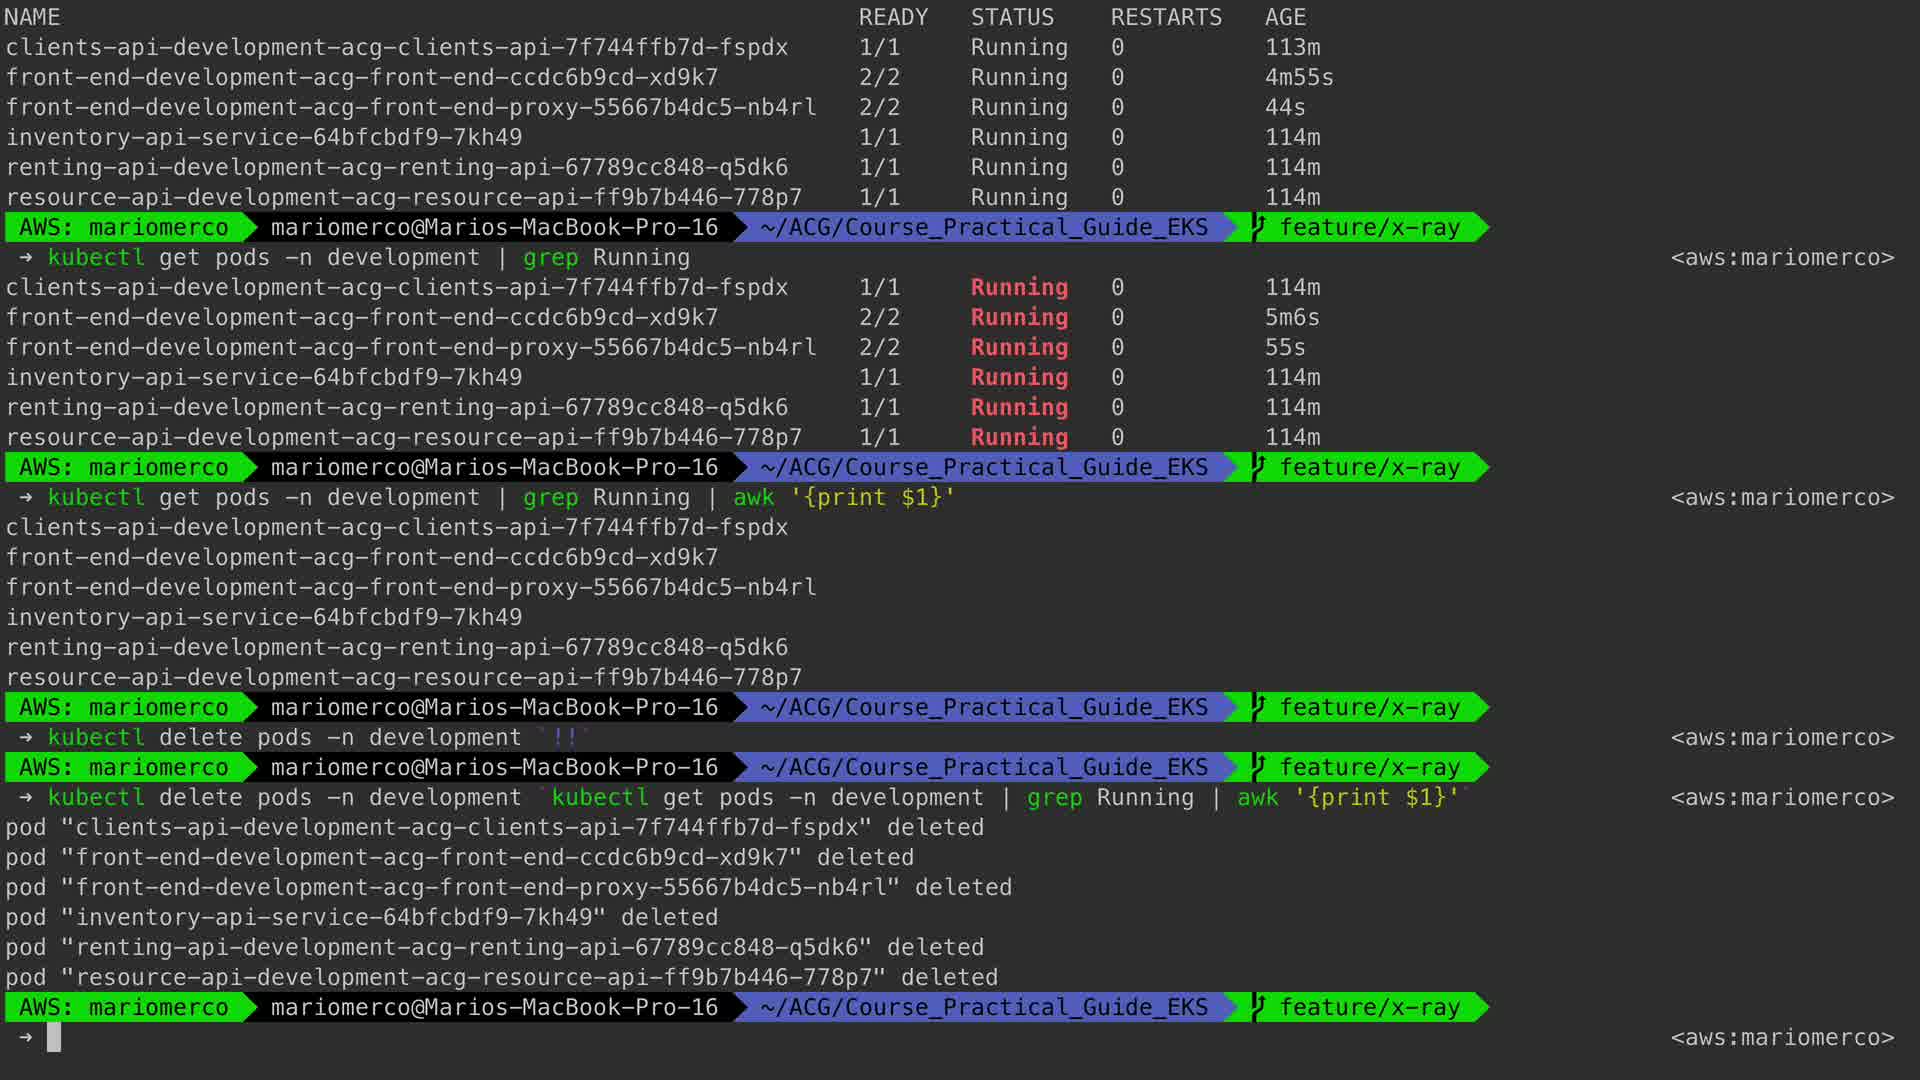 NAME READY STATUS RESTARTS AGE
clients-api-development-acg-clients-api-7f744ffb7d-fspdx 1/1 Running 0 113m
front-end-development-acg-front-end-ccdc6b9cd-xd9k7 2/2 Running 0 4m55s
front-end-development-acg-front-end-proxy-55667b4dc5-nb4rl 2/2 Running 0 44s
inventory-api-service-64bfcbdf9-7kh49 1/1 Running 0 114m
renting-api-development-acg-renting-api-67789cc848-q5dk6 1/1 Running 0 114m
resource-api-development-acg-resource-api-ff9b7b446-778p7 1/1 Running 0 114m
AWS: mariomerco mariomerco@Marios-MacBook-Pro-16 ~/ACG/Course_Practical_Guide_EKS feature/x-ray
➜ kubectl get pods -n development | grep Running <aws:mariomerco>
clients-api-development-acg-clients-api-7f744ffb7d-fspdx 1/1 Running 0 114m
front-end-development-acg-front-end-ccdc6b9cd-xd9k7 2/2 Running 0 5m6s
front-end-development-acg-front-end-proxy-55667b4dc5-nb4rl 2/2 Running 0 55s
inventory-api-service-64bfcbdf9-7kh49 1/1 Running 0 114m
renting-api-development-acg-renting-api-67789cc848-q5dk6 1/1 Running 0 114m
resource-api-development-acg-resource-api-ff9b7b446-778p7 1/1 Running 0 114m
AWS: mariomerco mariomerco@Marios-MacBook-Pro-16 ~/ACG/Course_Practical_Guide_EKS feature/x-ray
➜ kubectl get pods -n development | grep Running | awk '{print $1}' <aws:mariomerco>
clients-api-development-acg-clients-api-7f744ffb7d-fspdx
front-end-development-acg-front-end-ccdc6b9cd-xd9k7
front-end-development-acg-front-end-proxy-55667b4dc5-nb4rl
inventory-api-service-64bfcbdf9-7kh49
renting-api-development-acg-renting-api-67789cc848-q5dk6
resource-api-development-acg-resource-api-ff9b7b446-778p7
AWS: mariomerco mariomerco@Marios-MacBook-Pro-16 ~/ACG/Course_Practical_Guide_EKS feature/x-ray
➜ kubectl delete pods -n development `!!` <aws:mariomerco>
AWS: mariomerco mariomerco@Marios-MacBook-Pro-16 ~/ACG/Course_Practical_Guide_EKS feature/x-ray
➜ kubectl delete pods -n development `kubectl get pods -n development | grep Running | awk '{print $1}'` <aws:mariomerco>
pod "clients-api-development-acg-clients-api-7f744ffb7d-fspdx" deleted
pod "front-end-development-acg-front-end-ccdc6b9cd-xd9k7" deleted
pod "front-end-development-acg-front-end-proxy-55667b4dc5-nb4rl" deleted
pod "inventory-api-service-64bfcbdf9-7kh49" deleted
pod "renting-api-development-acg-renting-api-67789cc848-q5dk6" deleted
pod "resource-api-development-acg-resource-api-ff9b7b446-778p7" deleted
AWS: mariomerco mariomerco@Marios-MacBook-Pro-16 ~/ACG/Course_Practical_Guide_EKS feature/x-ray
➜ <aws:mariomerco>